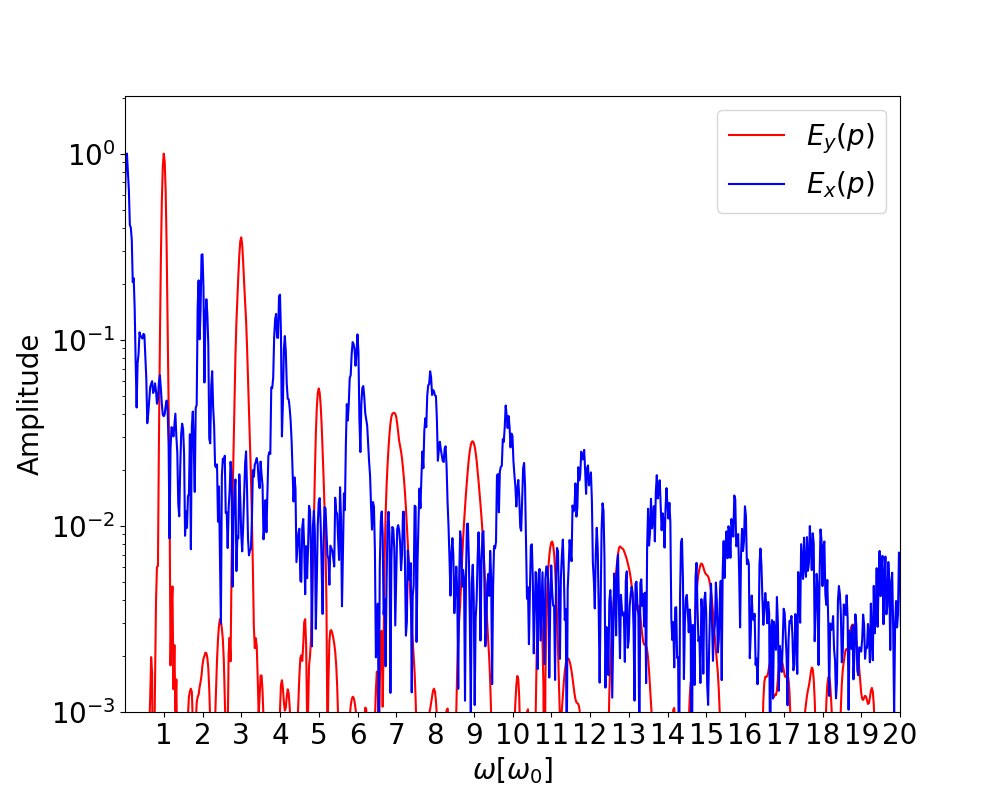 E_y(p)
E_x(p)
10^0
10^{-1}
10^{-2}
10^{-3}
Amplitude
1 2 3 4 5 6 7 8 9 10 11 12 13 14 15 16 17 18 19 20
ω[ω_0]